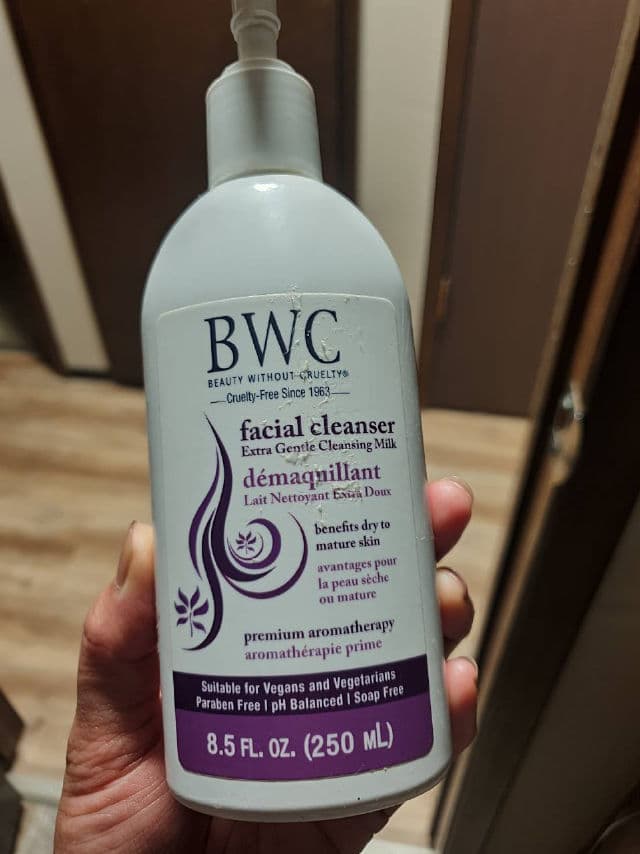 BWC
BEAUTY WITHOUT CRUELTY®
Cruelty-Free Since 1963
facial cleanser
Extra Gentle Cleansing Milk
démaquillant
Lait Nettoyant Extra Doux
benefits dry to
mature skin
avantages pour
la peau sèche
ou mature
premium aromatherapy
aromathérapie prime
Suitable for Vegans and Vegetarians
Paraben Free | pH Balanced | Soap Free
8.5 FL. OZ. (250 mL)